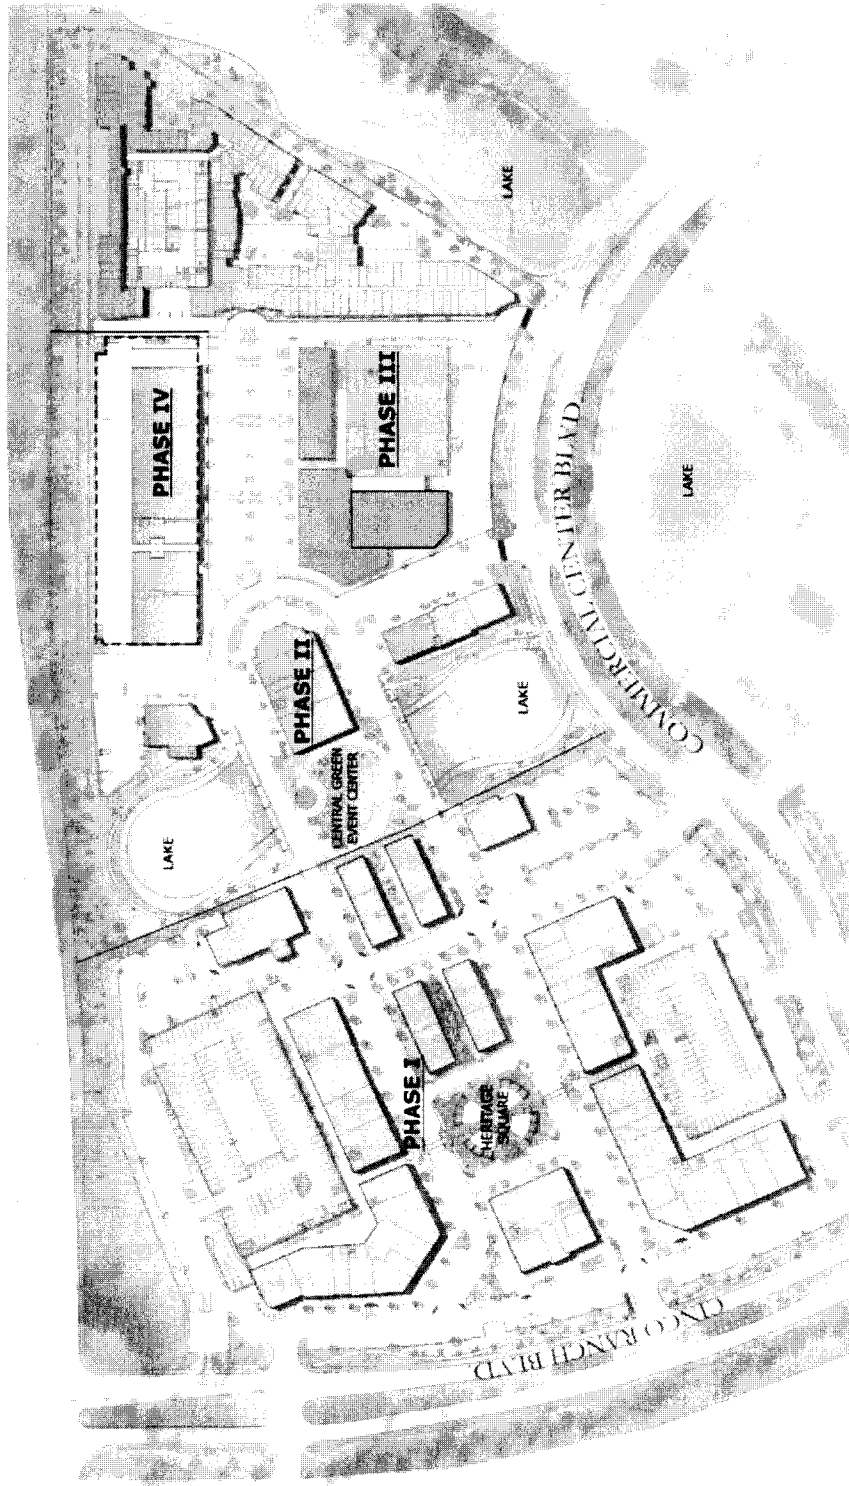 LAKE
PHASE IV
PHASE III
LAKE
COMMERCIAL CENTER BLVD.
PHASE II
LAKE
CENTRAL GREEN
EVENT CENTER
LAKE
PHASE I
HERITAGE
SQUARE
CINCO RANCH BLVD.